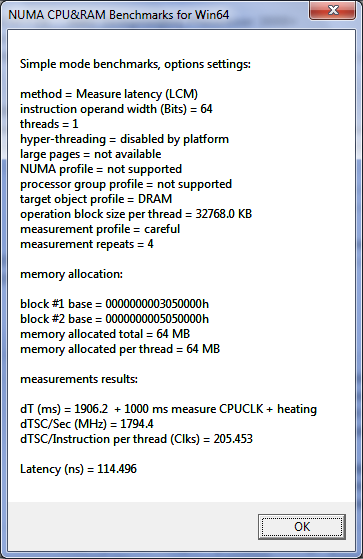 NUMA CPU&RAM Benchmarks for Win64
Simple mode benchmarks, options settings:
method = Measure latency (LCM)
instruction operand width (Bits) = 64
threads = 1
hyper-threading = disabled by platform
large pages = not available
NUMA profile = not supported
processor group profile = not supported
target object profile = DRAM
operation block size per thread = 32768.0 KB
measurement profile = careful
measurement repeats = 4
memory allocation:
block #1 base = 0000000003050000h
block #2 base = 0000000005050000h
memory allocated total = 64 MB
memory allocated per thread = 64 MB
measurements results:
dT (ms) = 1906.2  + 1000 ms measure CPUCLK + heating
dTSC/Sec (MHz) = 1794.4
dTSC/Instruction per thread (Clks) = 205.453
Latency (ns) = 114.496
OK